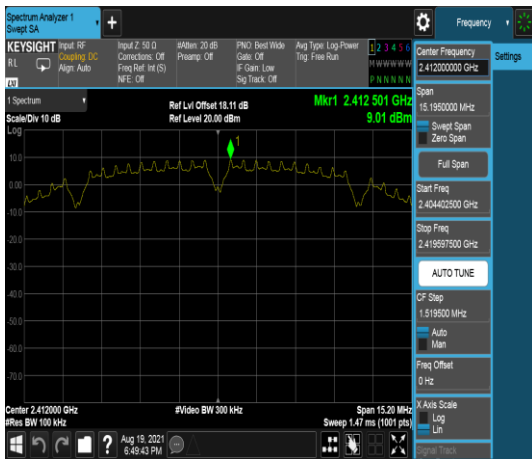 Spectrum Analyzer 1
Swept SA
+
Frequency
KEYSIGHT
RL
LXI
Input: RF
Coupling: DC
Align: Auto
Input Z: 50 Ω
Corrections: Off
Freq Ref: Int (S)
NFE: Off
#Atten: 20 dB
Preamp: Off
PNO: Best Wide
Gate: Off
IF Gain: Low
Sig Track: Off
Avg Type: Log-Power
Trig: Free Run
1 2 3 4 5 6
M W W W W W
P N N N N N
Center Frequency
2.412000000 GHz
Settings
Span
15.1950000 MHz
Swept Span
Zero Span
Full Span
Start Freq
2.404402500 GHz
Stop Freq
2.419597500 GHz
AUTO TUNE
CF Step
1.519500 MHz
Auto
Man
Freq Offset
0 Hz
X Axis Scale
Log
Lin
Signal Track
1 Spectrum
Scale/Div 10 dB
Ref Lvl Offset 18.11 dB
Ref Level 20.00 dBm
Mkr1 2.412 501 GHz
9.01 dBm
Log
1
10.0
0.00
-10.0
-20.0
-30.0
-40.0
-50.0
-60.0
-70.0
Center 2.412000 GHz
#Res BW 100 kHz
#Video BW 300 kHz
Span 15.20 MHz
Sweep 1.47 ms (1001 pts)
?
Aug 19, 2021
6:49:43 PM